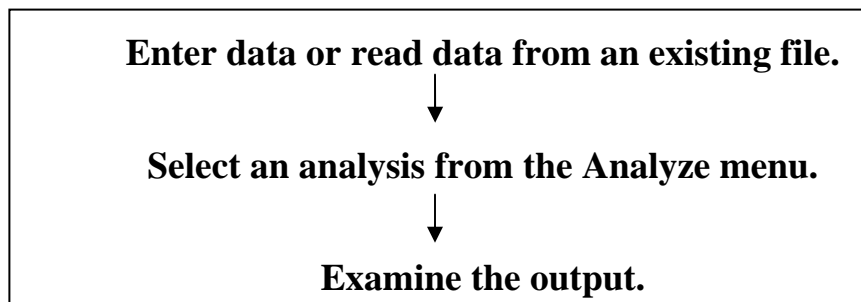 Enter data or read data from an existing file.
Select an analysis from the Analyze menu.
Examine the output.